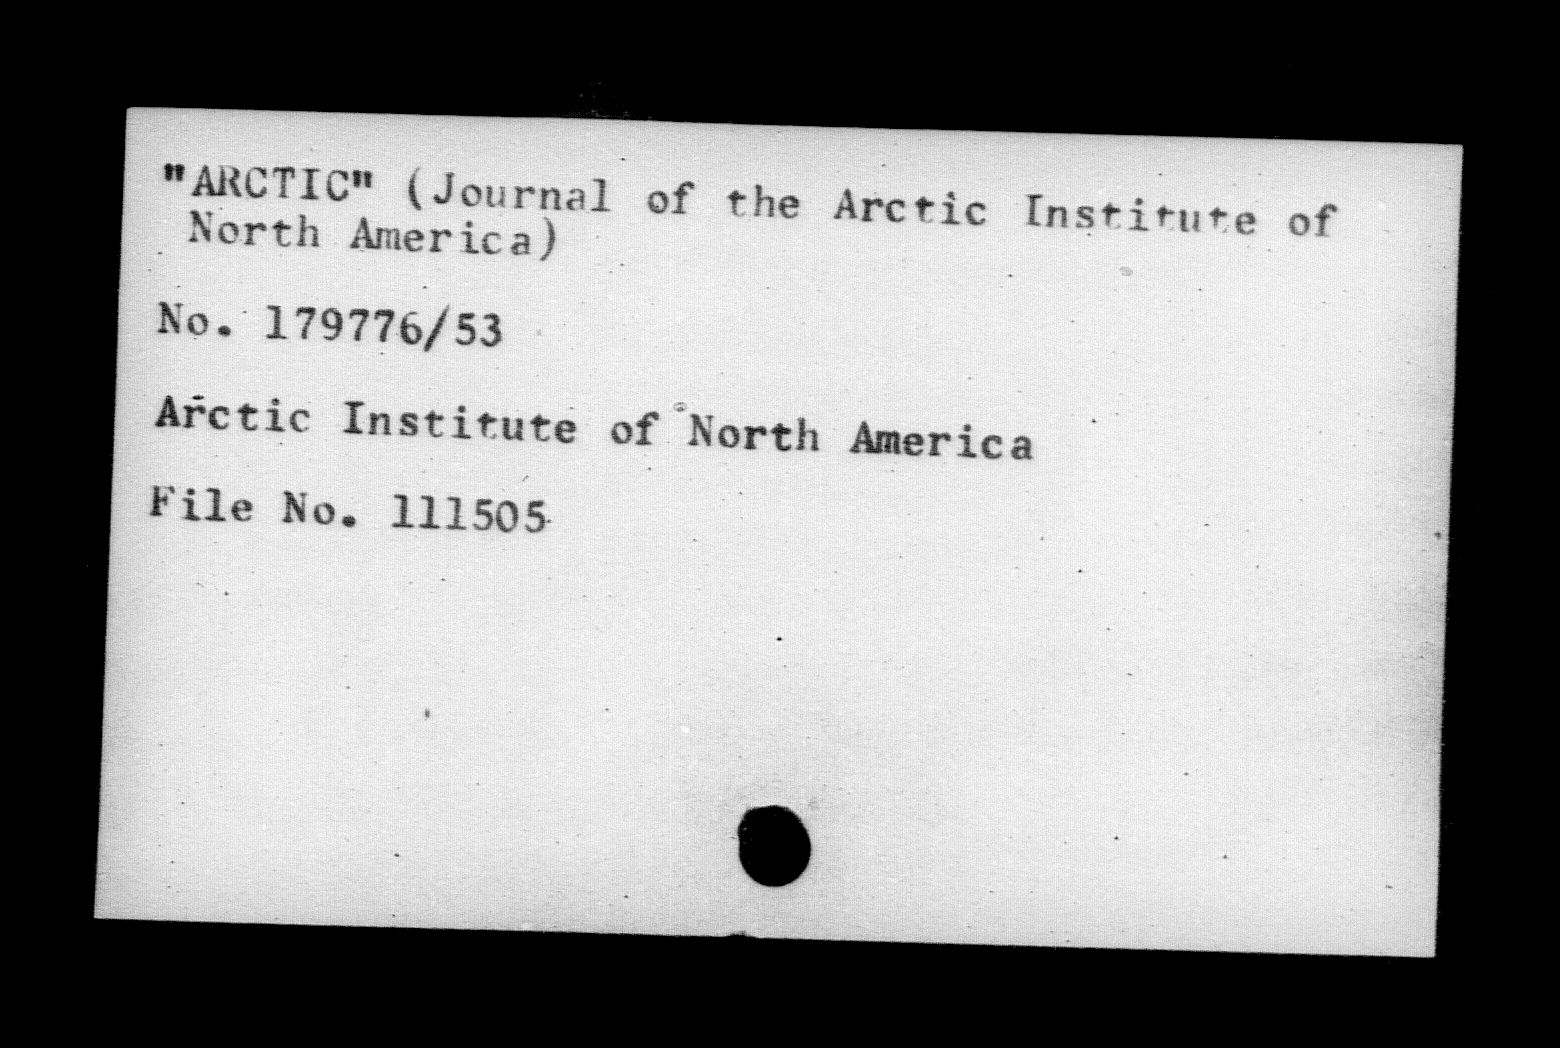 "ARCTIC" (Journal of the Arctic Institute of
North America)
No. 179776/53
Arctic Institute of North America
File No. 111505